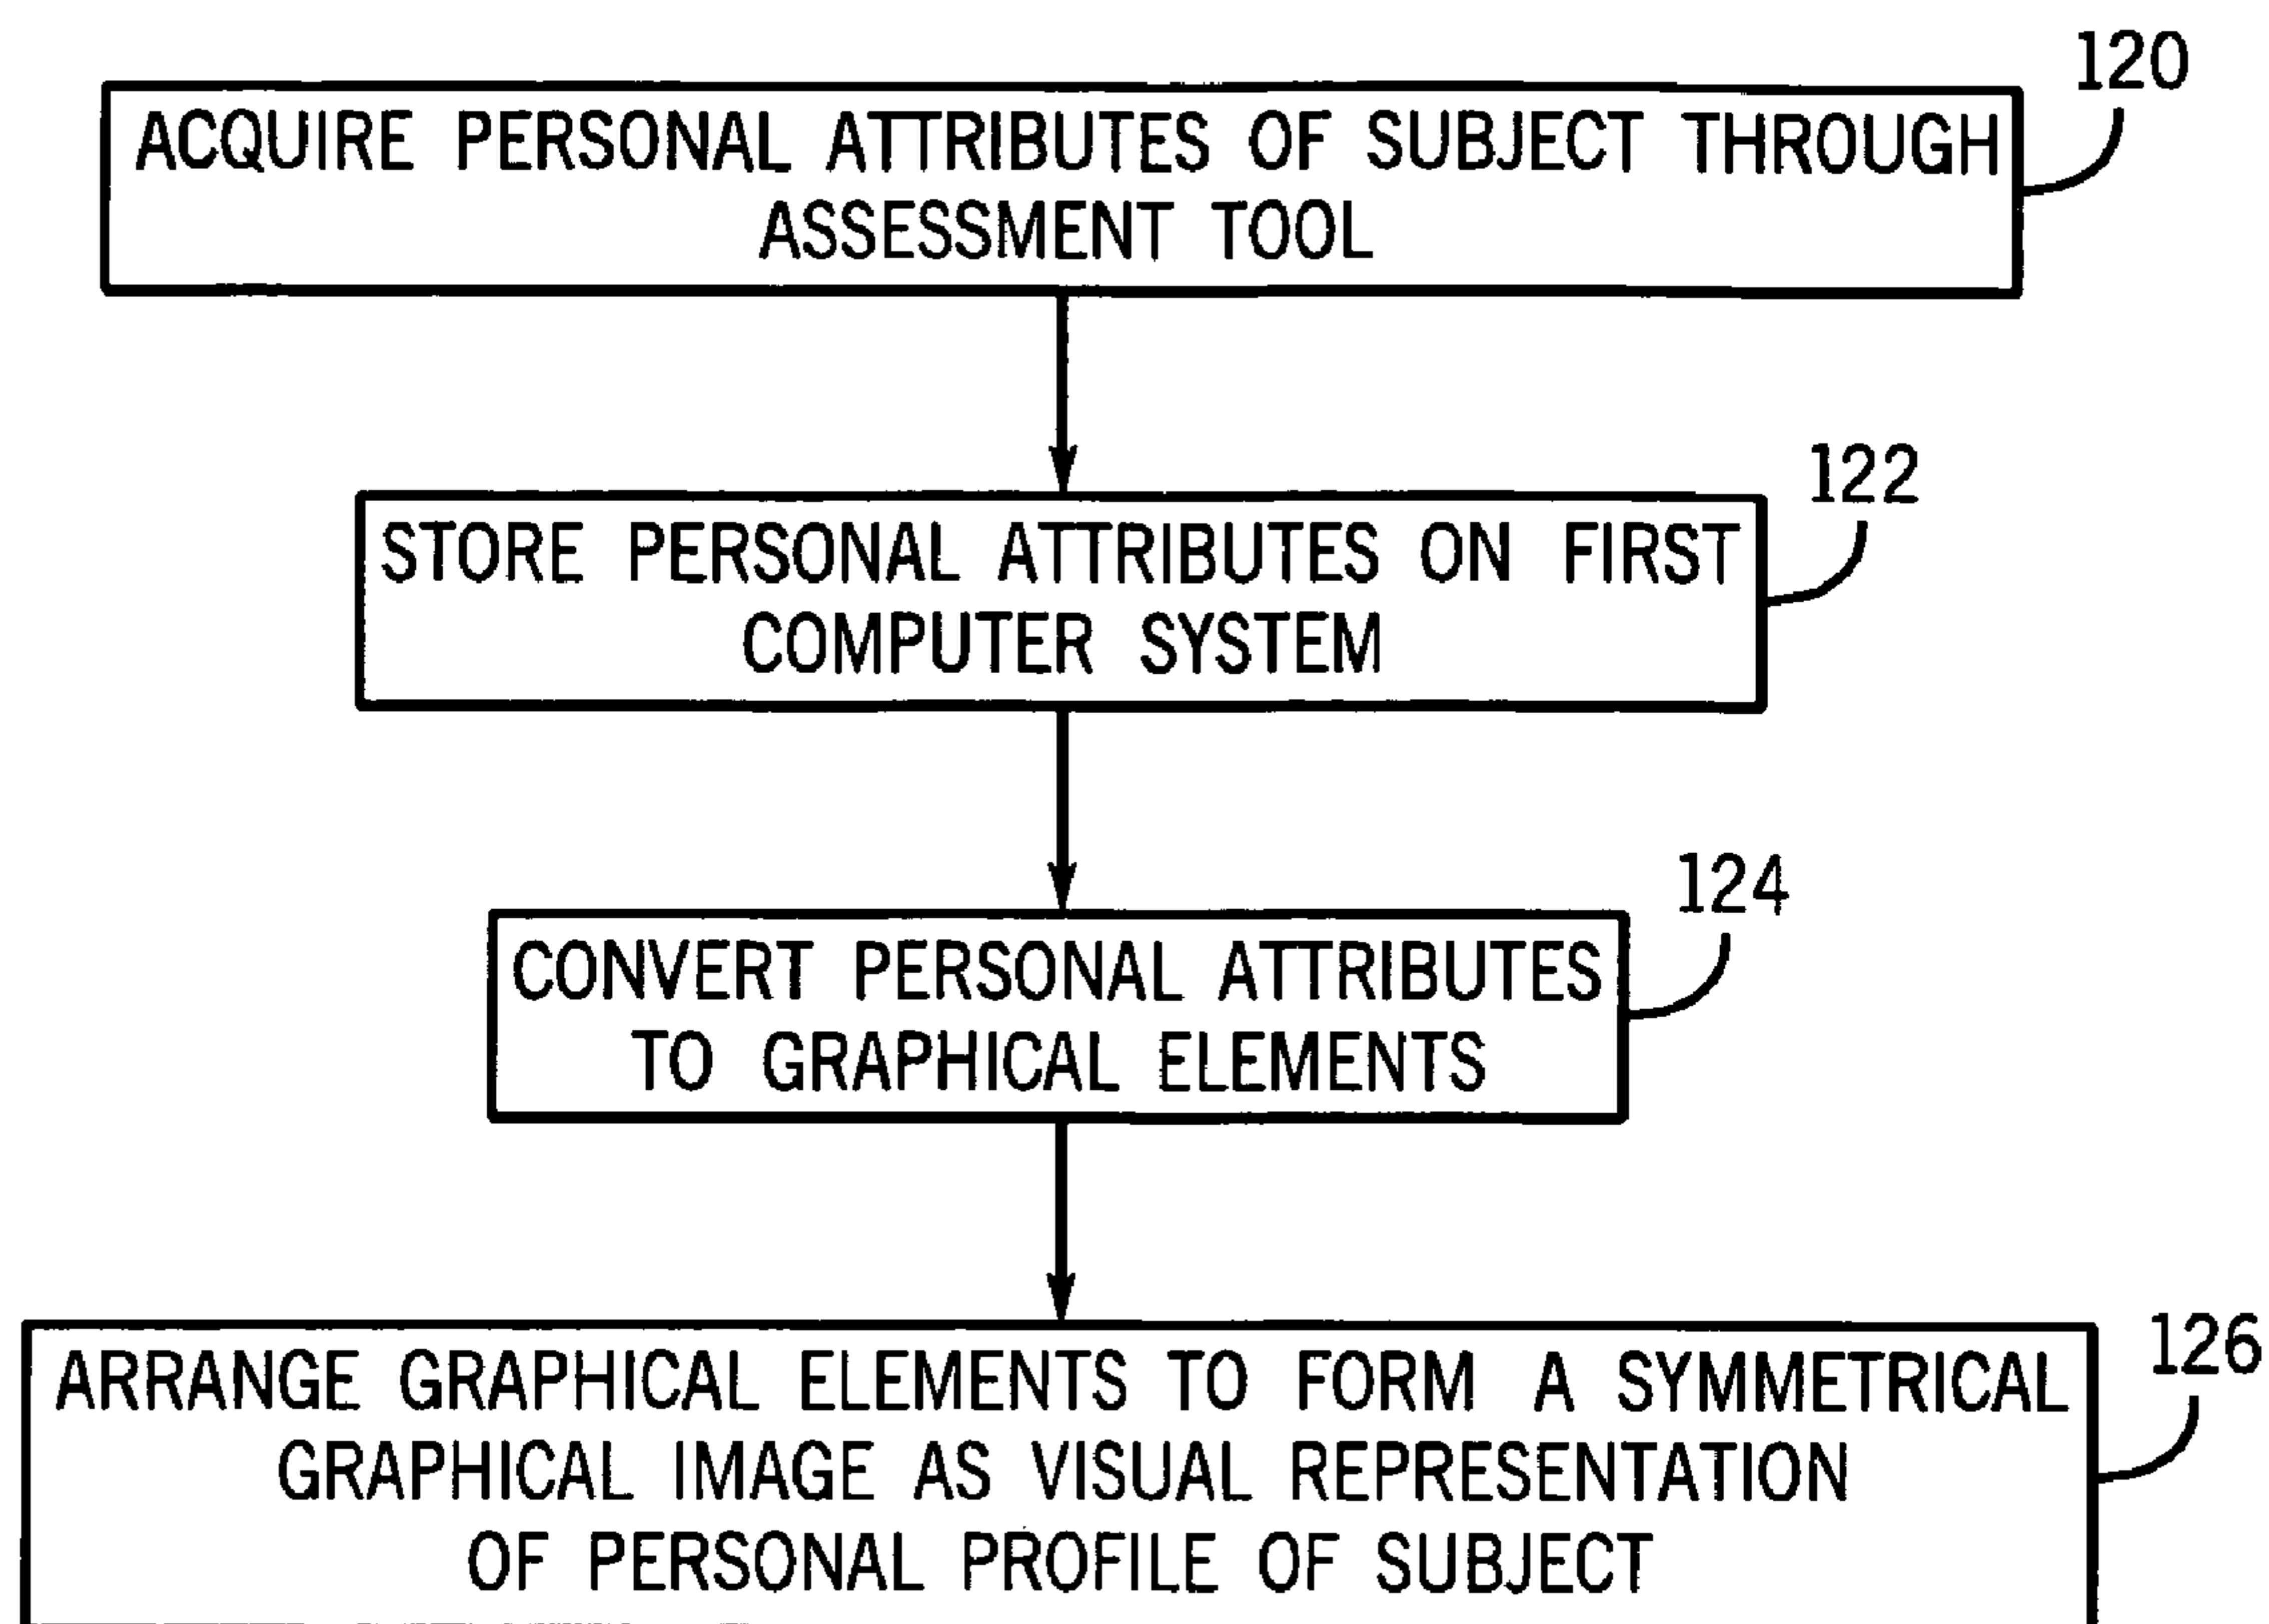 120
ACQUIRE PERSONAL ATTRIBUTES OF SUBJECT THROUGH
ASSESSMENT TOOL
122
STORE PERSONAL ATTRIBUTES ON FIRST
COMPUTER SYSTEM
124
CONVERT PERSONAL ATTRIBUTES
TO GRAPHICAL ELEMENTS
126
ARRANGE GRAPHICAL ELEMENTS TO FORM A SYMMETRICAL
GRAPHICAL IMAGE AS VISUAL REPRESENTATION
OF PERSONAL PROFILE OF SUBJECT